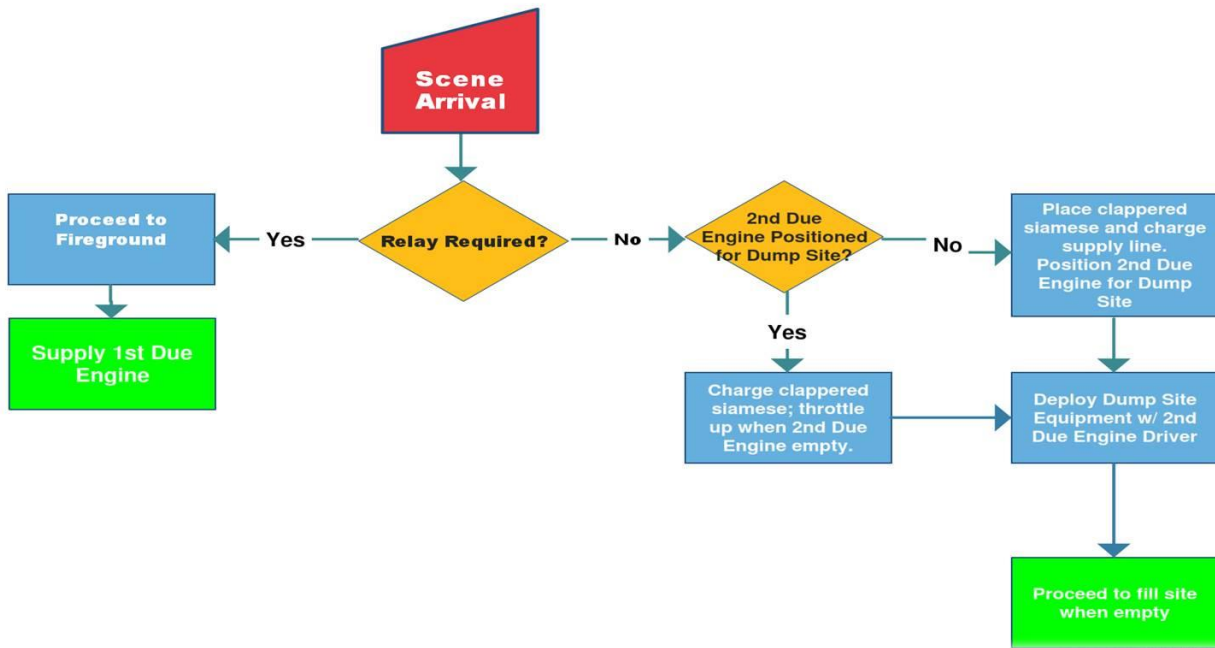 Scene
Arrival
Proceed to
Fireground
Yes
Relay Required?
No
2nd Due
Engine Positioned
for Dump Site?
No
Place clappered
siamese and charge
supply line.
Position 2nd Due
Engine for Dump
Site
Supply 1st Due
Engine
Yes
Charge clappered
siamese; throttle
up when 2nd Due
Engine empty.
Deploy Dump Site
Equipment w/ 2nd
Due Engine Driver
Proceed to fill site
when empty